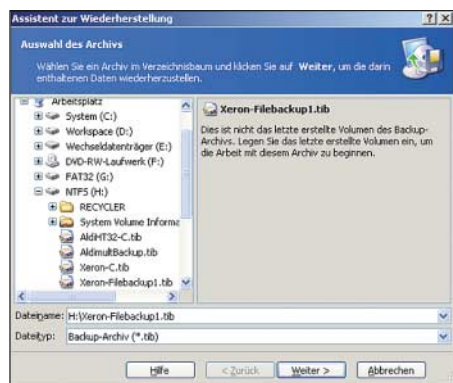 Assistent zur Wiederherstellung
Auswahl des Archivs
Wählen Sie ein Archiv im Verzeichnisbaum und klicken Sie auf Weiter, um die darin
enthaltenen Daten wiederherzustellen.
Arbeitsplatz
System (C:)
Workspace (D:)
Wechseldatenträger (E:)
DVD-RW-Laufwerk (F:)
FAT32 (G:)
NTFS (H:)
RECYCLER
System Volume Informa
AldiHT32-C.tib
AldimultBackup.tib
Xeron-C.tib
Xeron-Filebackup1.tib
Xeron-Filebackup1.tib
Dies ist nicht das letzte erstellte Volumen des Backup-
Archivs. Legen Sie das letzte erstellte Volumen ein, um
die Arbeit mit diesem Archiv zu beginnen.
Dateiname: H:\Xeron-Filebackup1.tib
Dateityp: Backup-Archiv (*.tib)
Hilfe
< Zurück
Weiter >
Abbrechen